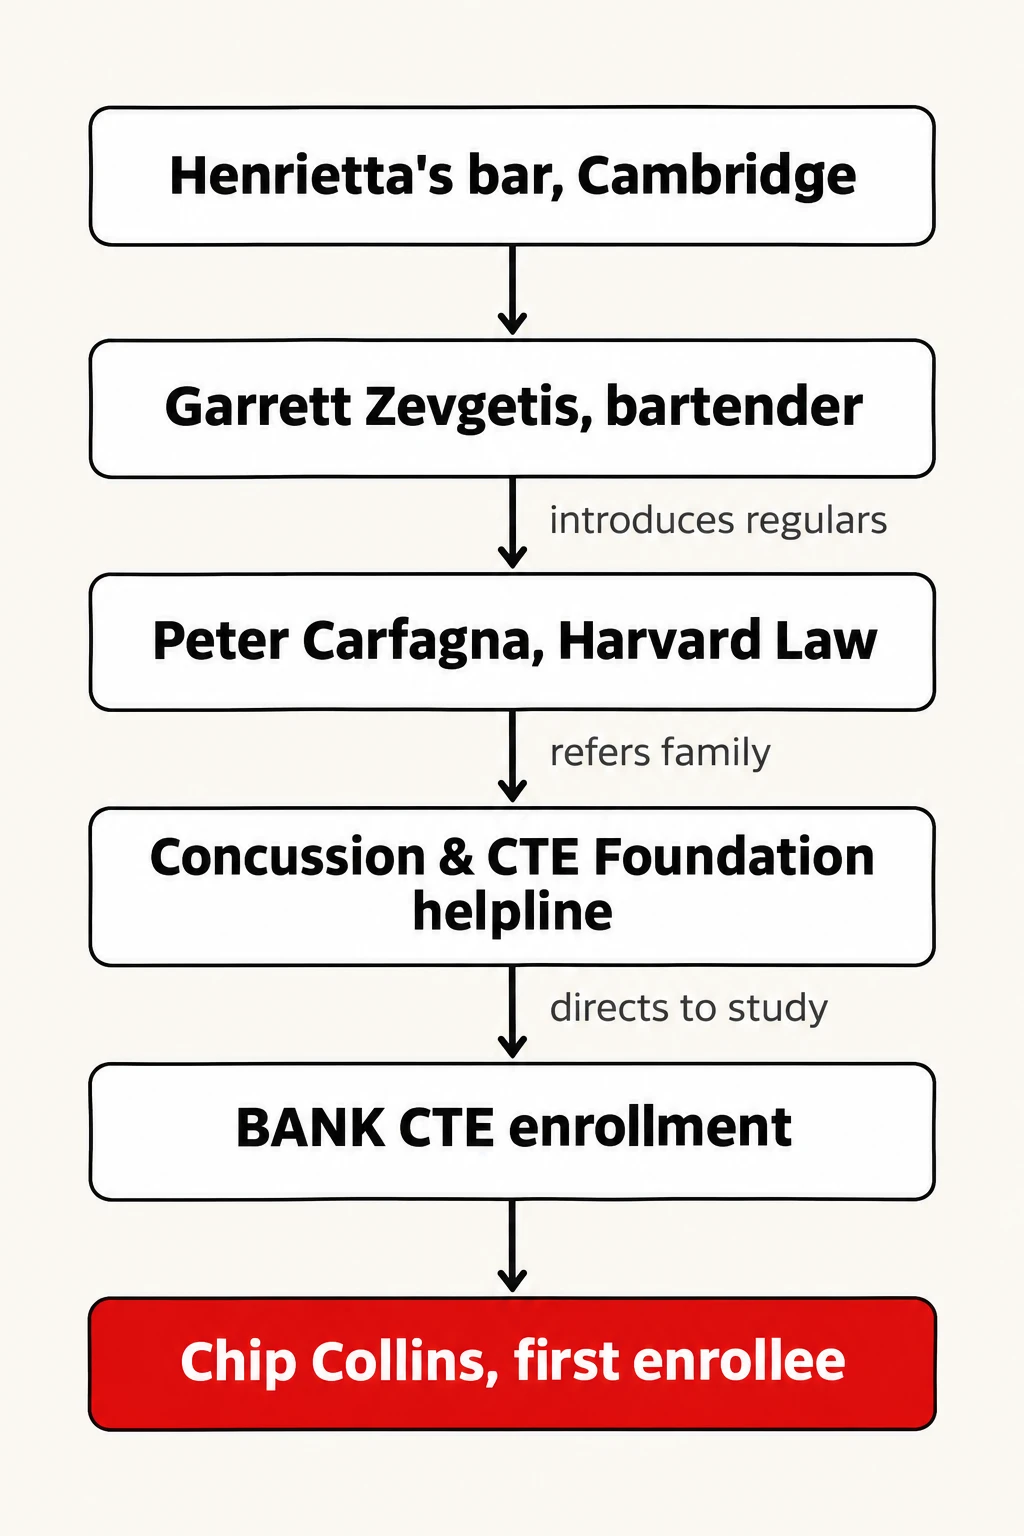 Henrietta's bar, Cambridge
Garrett Zevgetis, bartender
introduces regulars
Peter Carfagna, Harvard Law
refers family
Concussion & CTE Foundation
helpline
directs to study
BANK CTE enrollment
Chip Collins, first enrollee